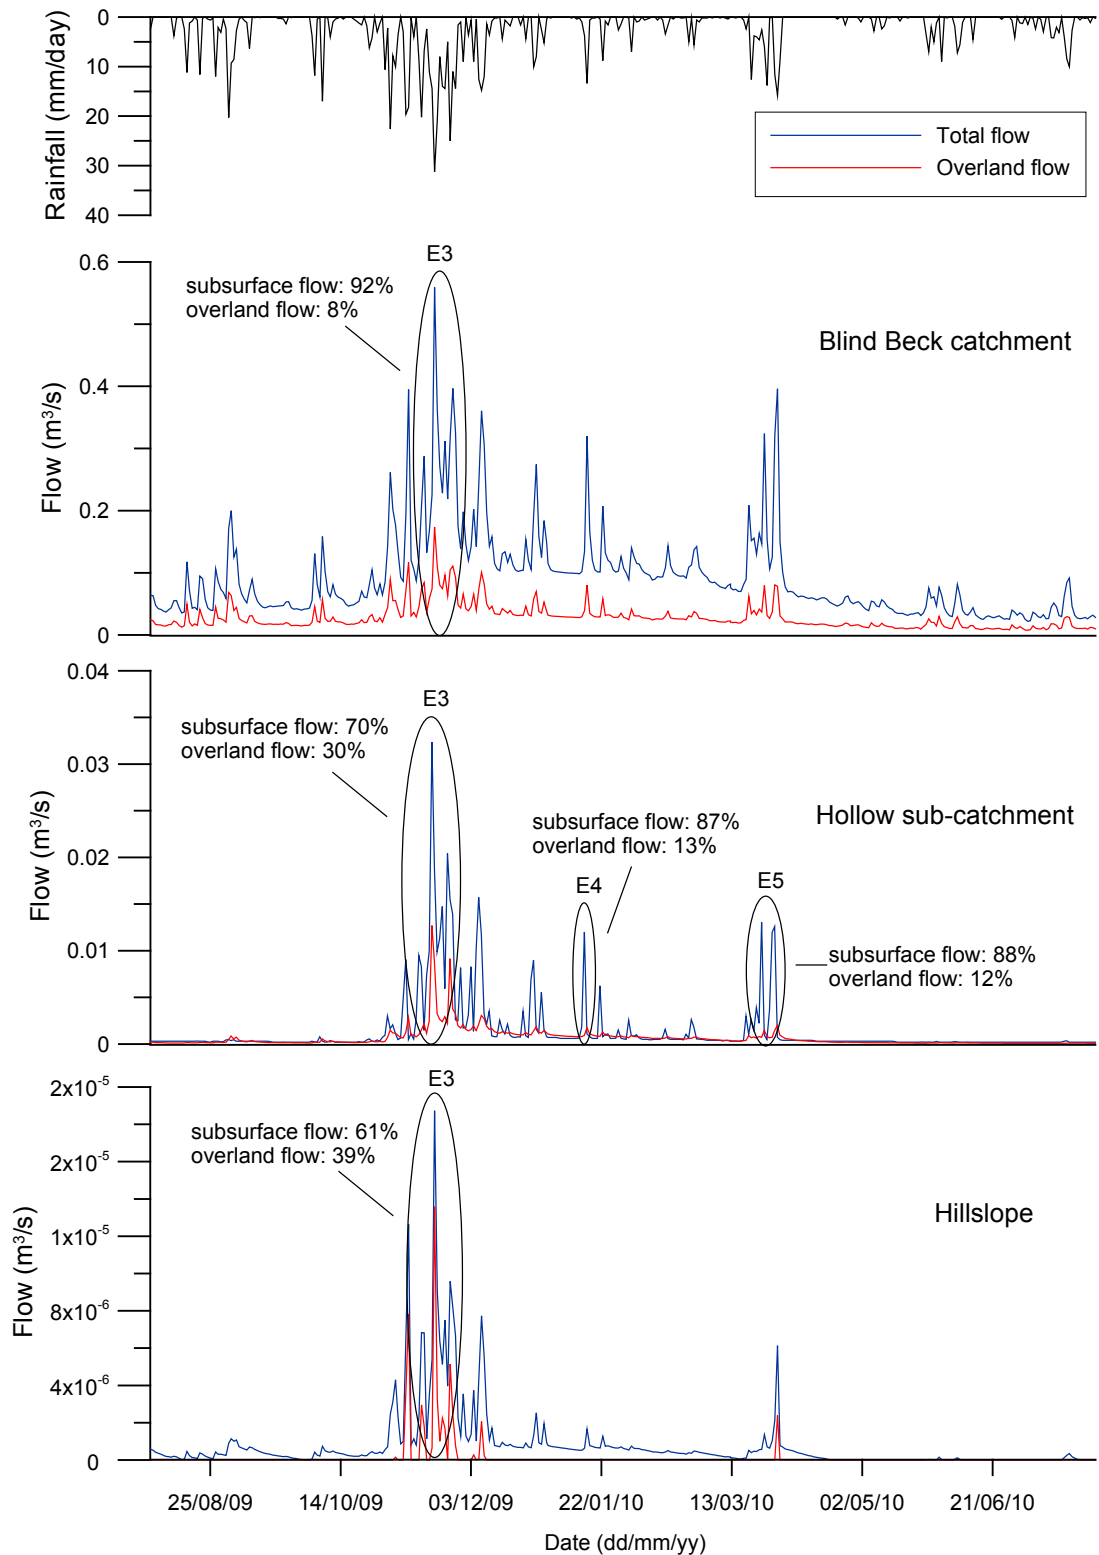 0
10
20
30
40
Rainfall (mm/day)
Total flow
Overland flow
0.6
0.4
0.2
0
Flow (m³/s)
E3
subsurface flow: 92%
overland flow: 8%
Blind Beck catchment
0.04
0.03
0.02
0.01
0
Flow (m³/s)
E3
subsurface flow: 70%
overland flow: 30%
Hollow sub-catchment
subsurface flow: 87%
overland flow: 13%
E4
E5
subsurface flow: 88%
overland flow: 12%
2x10⁻⁵
2x10⁻⁵
1x10⁻⁵
8x10⁻⁶
4x10⁻⁶
0
Flow (m³/s)
E3
subsurface flow: 61%
overland flow: 39%
Hillslope
25/08/09
14/10/09
03/12/09
22/01/10
13/03/10
02/05/10
21/06/10
Date (dd/mm/yy)